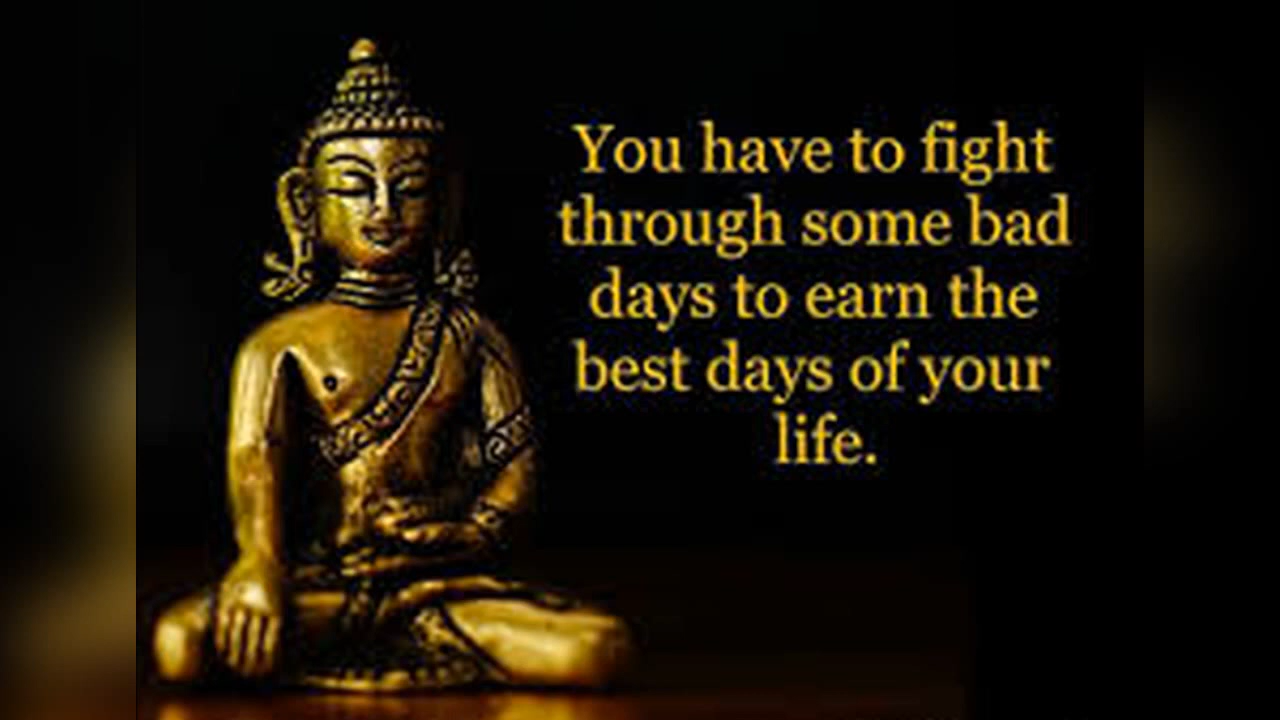 You have to fight
through some bad
days to earn the
best days of your
life.